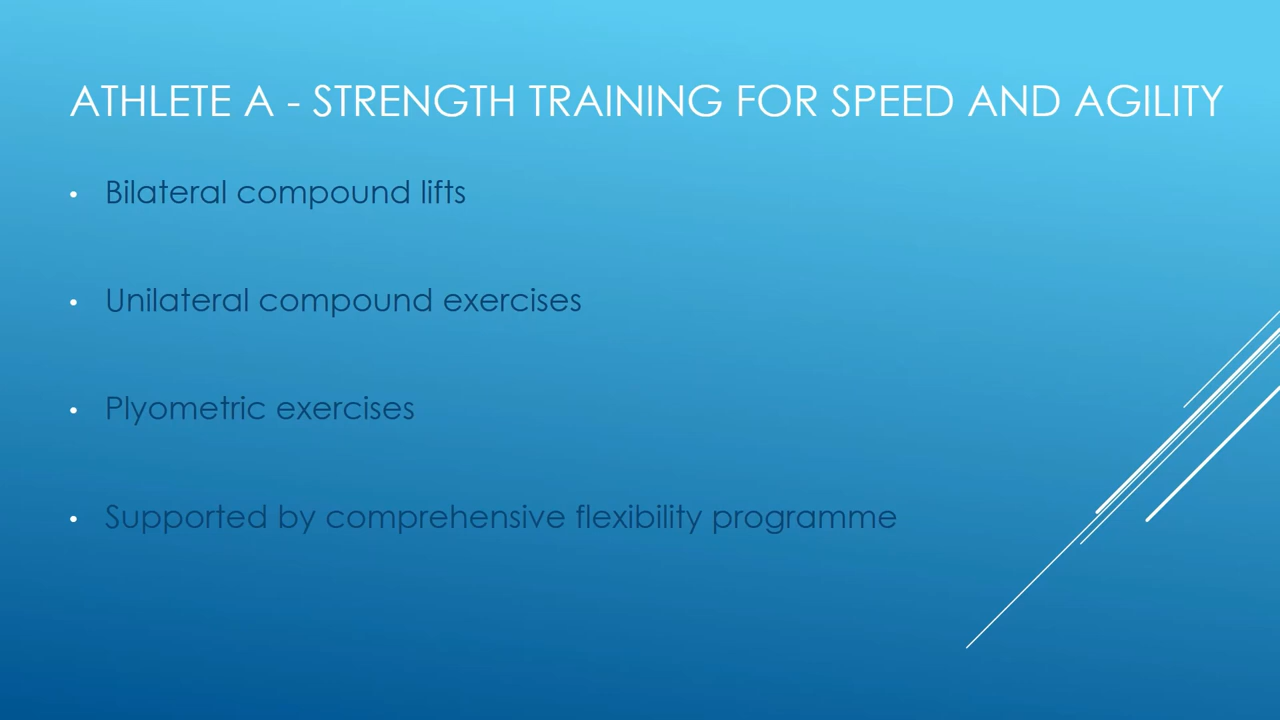 ATHLETE A - STRENGTH TRAINING FOR SPEED AND AGILITY
• Bilateral compound lifts
• Unilateral compound exercises
• Plyometric exercises
• Supported by comprehensive flexibility programme